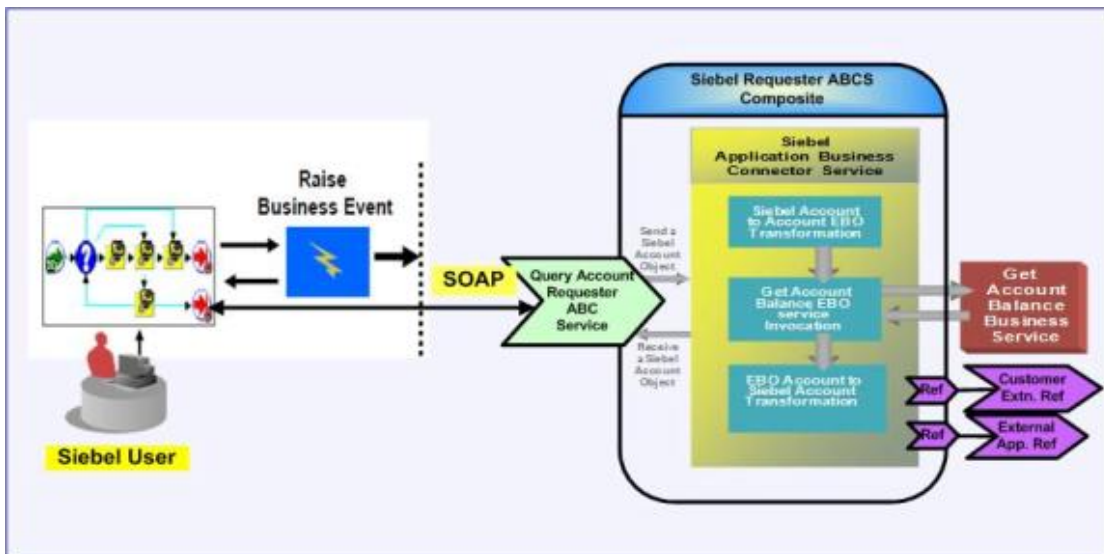 Siebel Requester ABCS
Composite
Siebel
Application Business
Connector Service
Raise
Business Event
Siebel Account
to Account EBO
Transformation
Send a
Siebel
Account
Object
SOAP
Query Account
Requester
ABC
Service
Get Account
Balance EBO
service
Invocation
Get
Account
Balance
Business
Service
Receive
a Siebel
Account
Object
EBO Account to
Siebel Account
Transformation
Ref
Customer
Extn. Ref
Ref
External
App. Ref
Siebel User